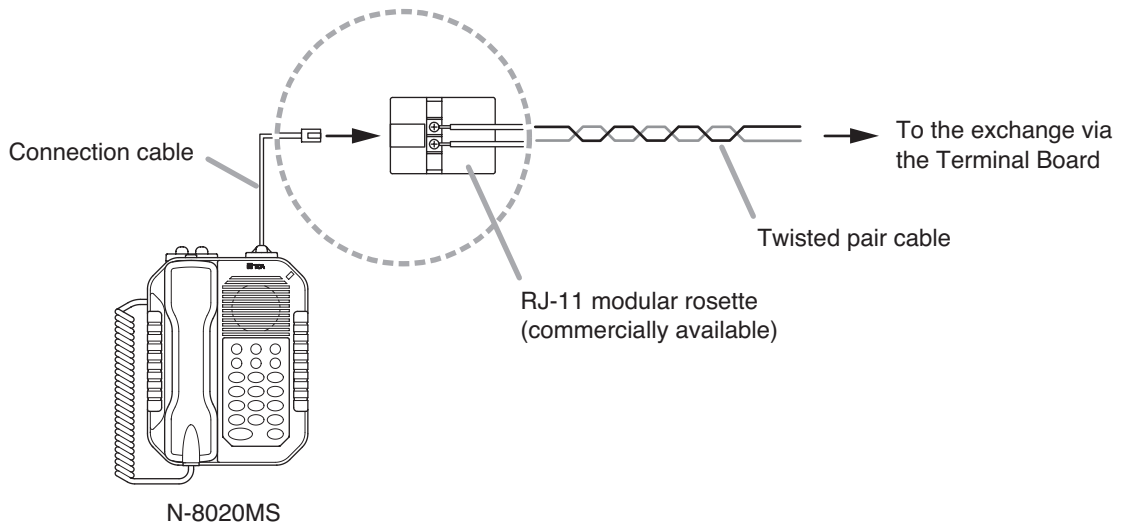 Connection cable
To the exchange via
the Terminal Board
Twisted pair cable
RJ-11 modular rosette
(commercially available)
TOA
N-8020MS